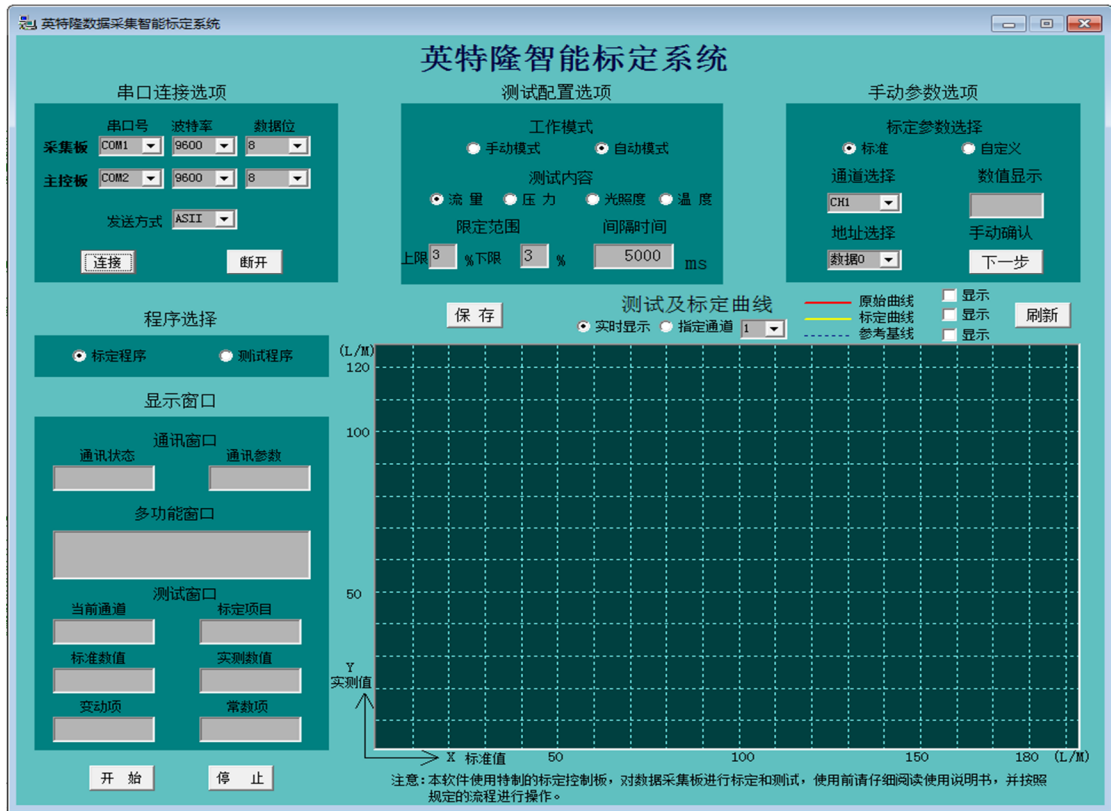 英特隆数据采集智能标定系统
英特隆智能标定系统
串口连接选项
串口号 波特率 数据位
采集板 COM1 9600 8
主控板 COM2 9600 8
发送方式 ASII
连接 断开
测试配置选项
工作模式
手动模式 自动模式
测试内容
流 量 压 力 光照度 温 度
限定范围 间隔时间
上限 3 % 下限 3 % 5000 ms
手动参数选项
标定参数选择
标准 自定义
通道选择 数值显示
CH1
地址选择 手动确认
数据0 下一步
程序选择
标定程序 测试程序
显示窗口
通讯窗口
通讯状态 通讯参数
多功能窗口
测试窗口
当前通道 标定项目
标准数值 实测数值
变动项 常数项
开 始 停 止
保 存
测试及标定曲线
实时显示 指定通道 1
原始曲线 显示
标定曲线 显示
参考基线 显示
刷新
(L/M)
120
100
50
Y
实测值
X 标准值 50 100 150 180 (L/M)
注意:本软件使用特制的标定控制板，对数据采集板进行标定和测试，使用前请仔细阅读使用说明书，并按照
规定的流程进行操作。